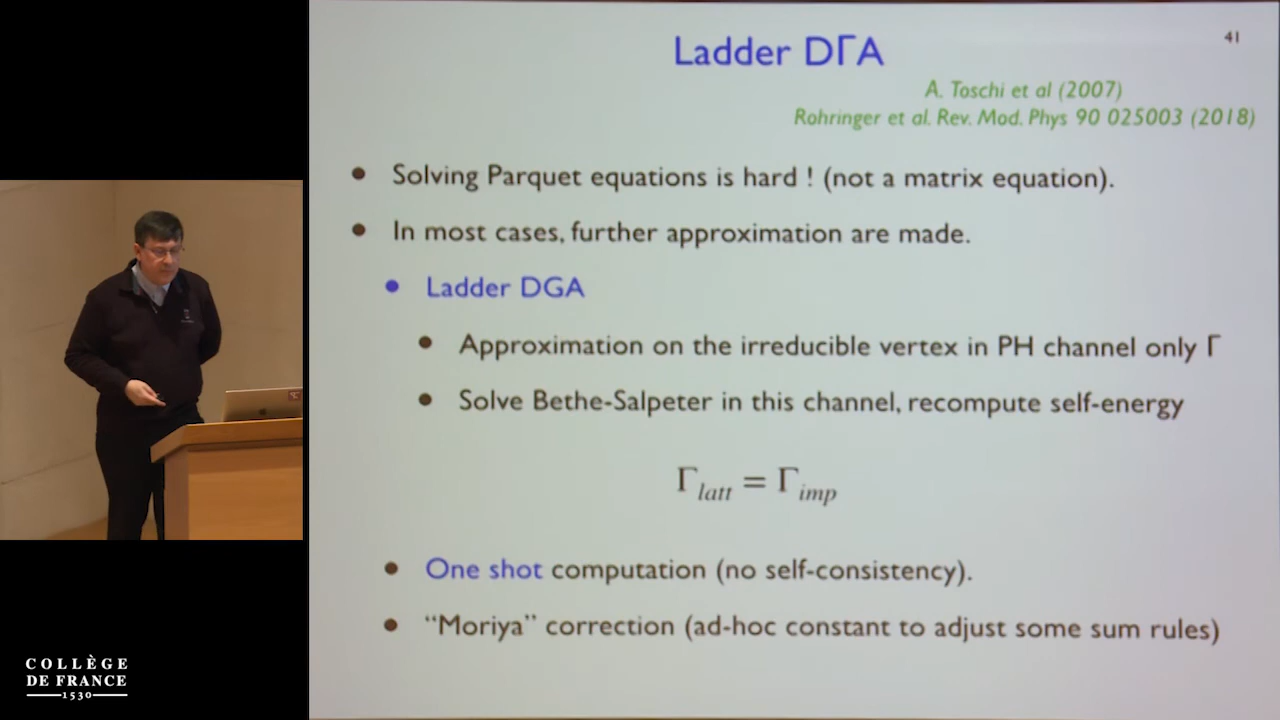 41
Ladder DΓA
A. Toschi et al (2007)
Rohringer et al. Rev. Mod. Phys 90 025003 (2018)
• Solving Parquet equations is hard ! (not a matrix equation).
• In most cases, further approximation are made.
• Ladder DGA
• Approximation on the irreducible vertex in PH channel only Γ
• Solve Bethe-Salpeter in this channel, recompute self-energy
Γlatt = Γimp
• One shot computation (no self-consistency).
• “Moriya” correction (ad-hoc constant to adjust some sum rules)
COLLÈGE
DE FRANCE
1530